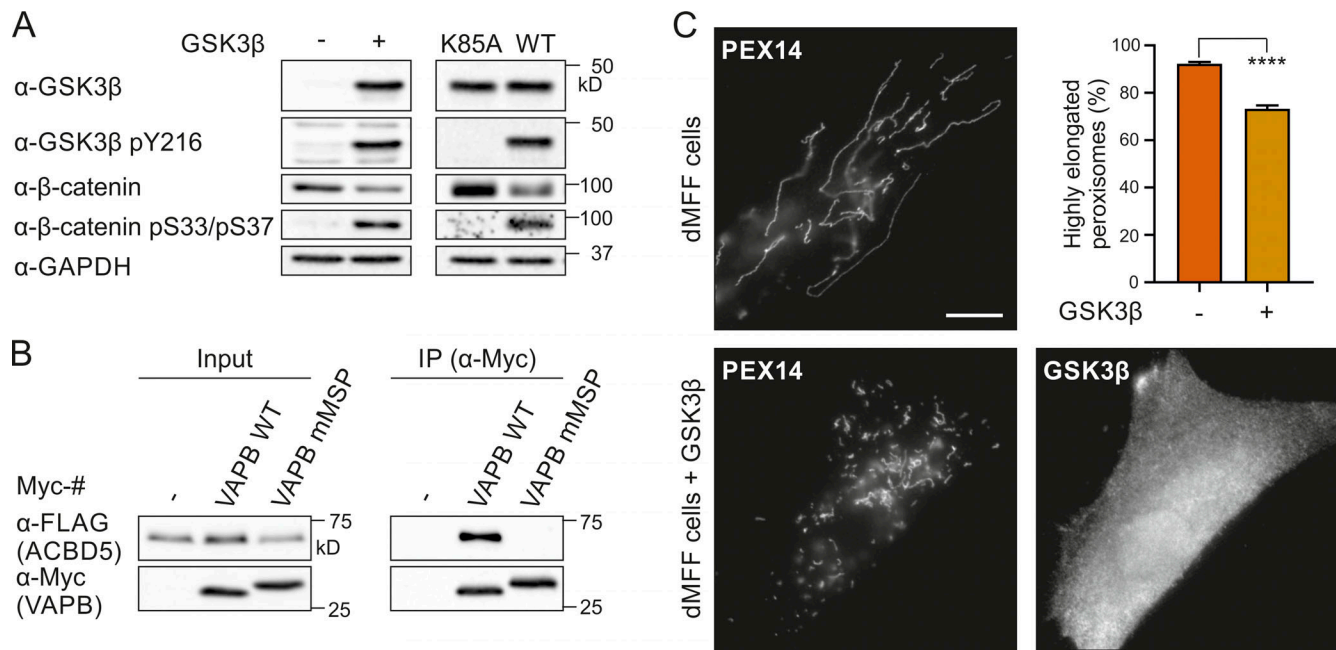 A
GSK3β - + K85A WT
α-GSK3β
50
kD
α-GSK3β pY216
50
α-β-catenin
100
α-β-catenin pS33/pS37
100
α-GAPDH
37
B
Input
IP (α-Myc)
Myc-# - VAPB WT VAPB mMSP - VAPB WT VAPB mMSP
α-FLAG
(ACBD5)
75
kD
75
α-Myc
(VAPB)
25
25
C
dMFF cells
PEX14
Highly elongated
peroxisomes (%)
100
80
60
40
20
0
****
GSK3β - +
dMFF cells + GSK3β
PEX14
GSK3β